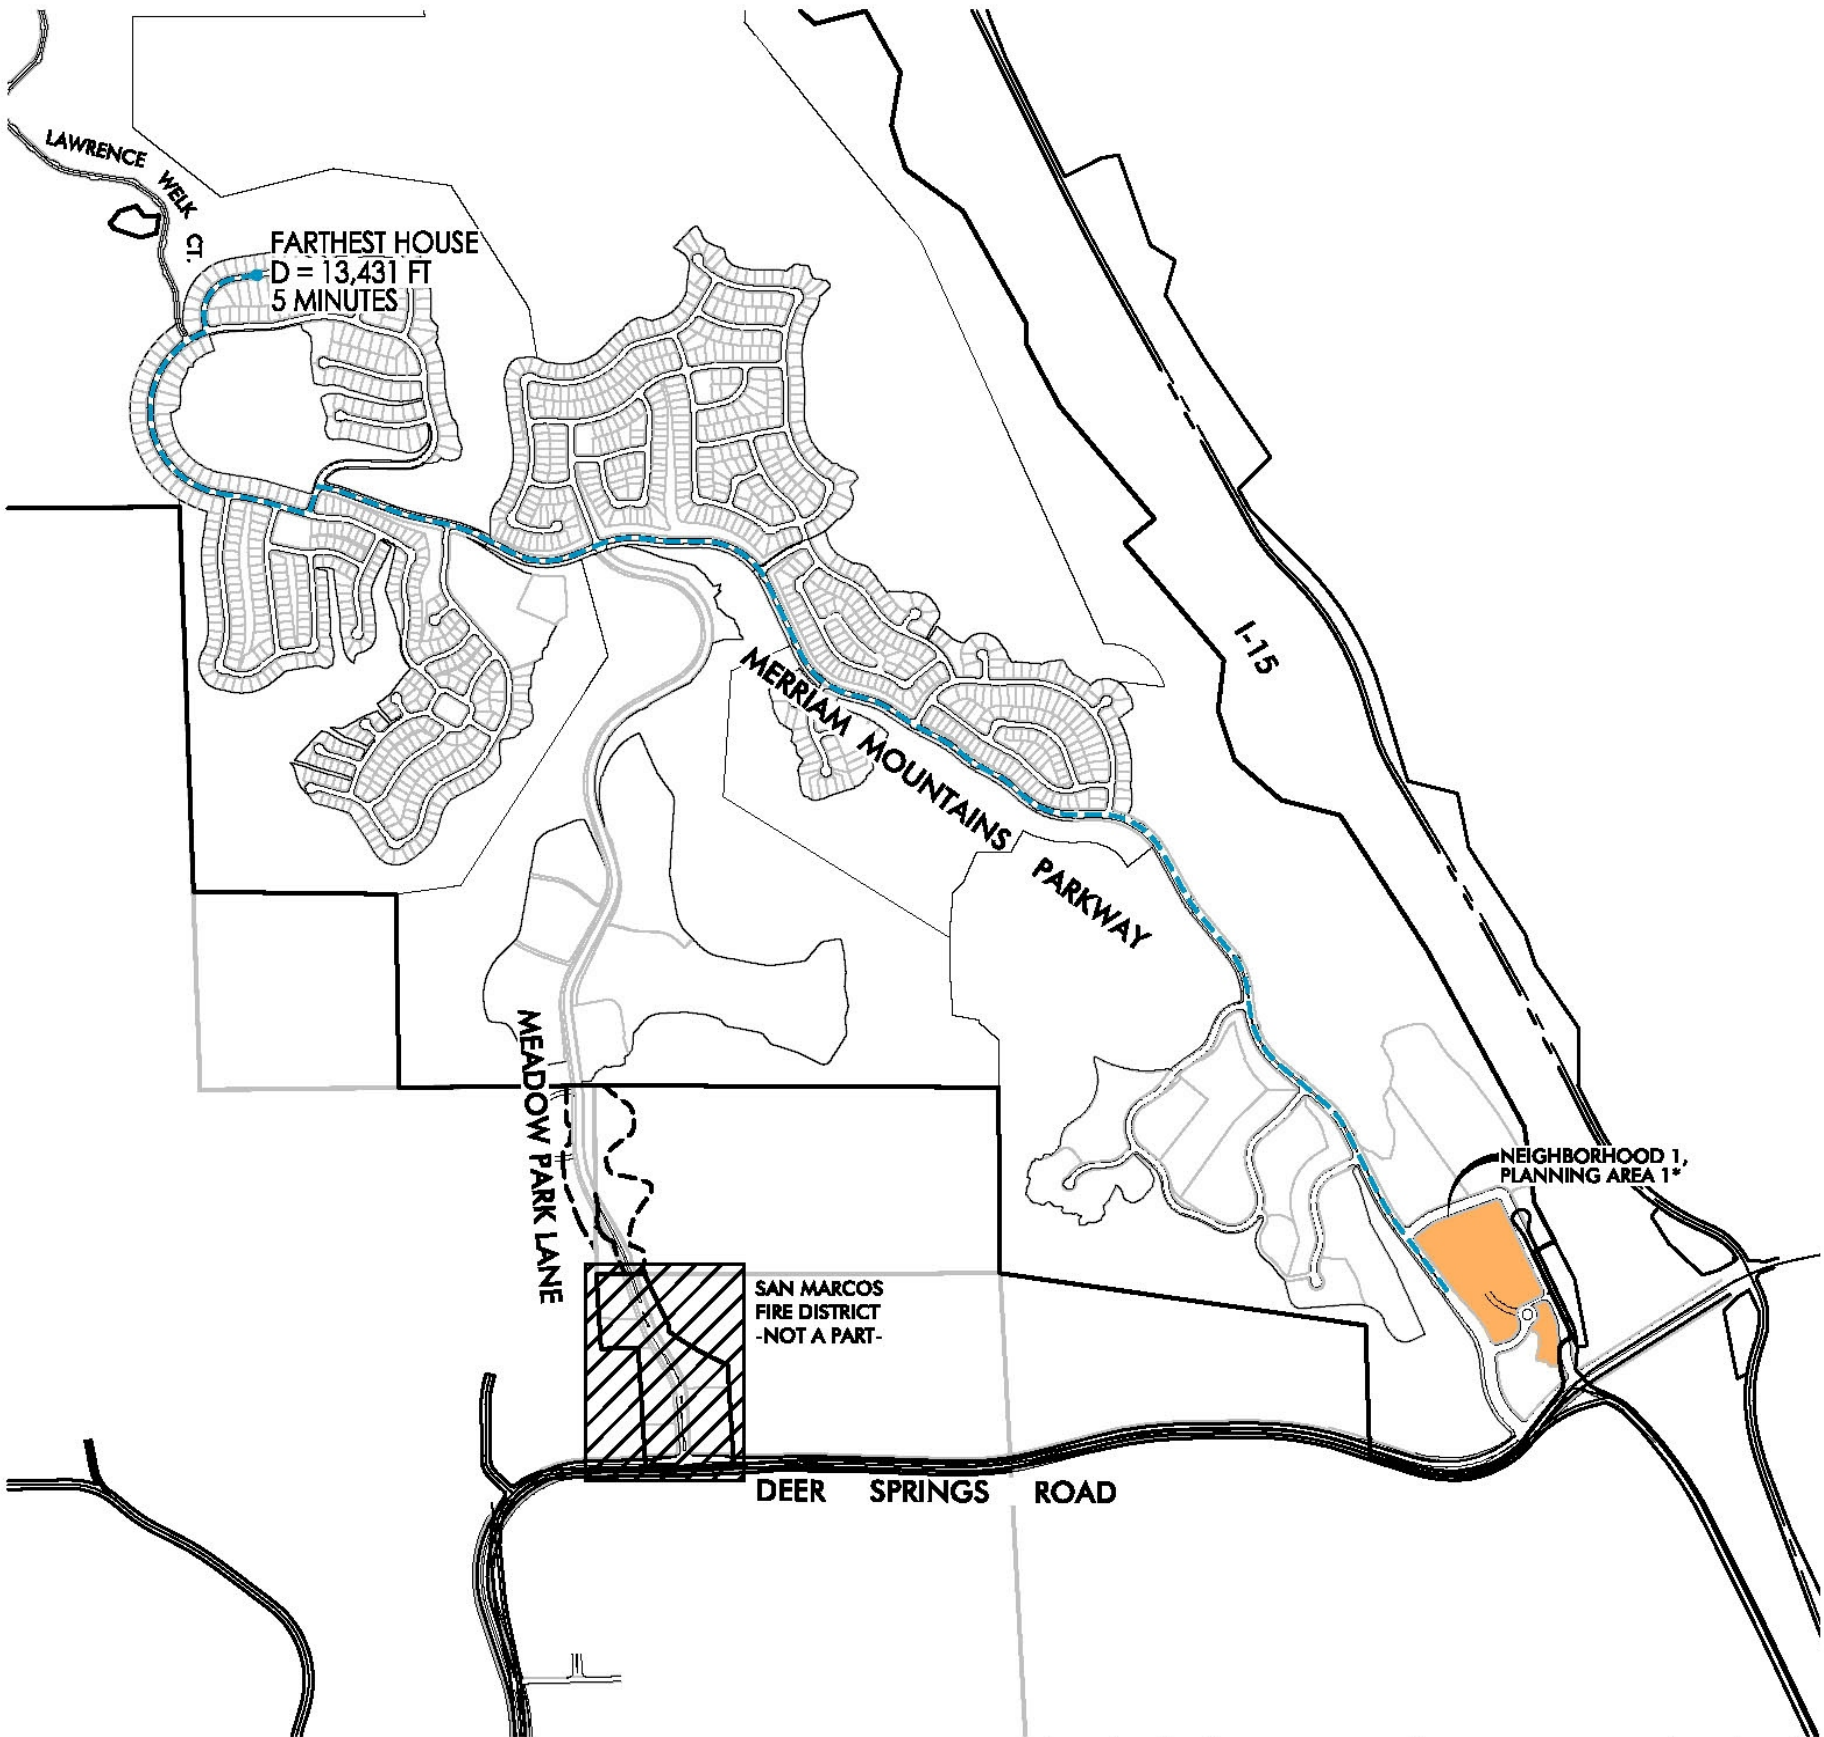 LAWRENCE WELK CT.
FARTHEST HOUSE
D = 13,431 FT
5 MINUTES
I-15
MERRIAM MOUNTAINS PARKWAY
MEADOW PARK LANE
NEIGHBORHOOD 1,
PLANNING AREA 1*
SAN MARCOS
FIRE DISTRICT
-NOT A PART-
DEER SPRINGS ROAD